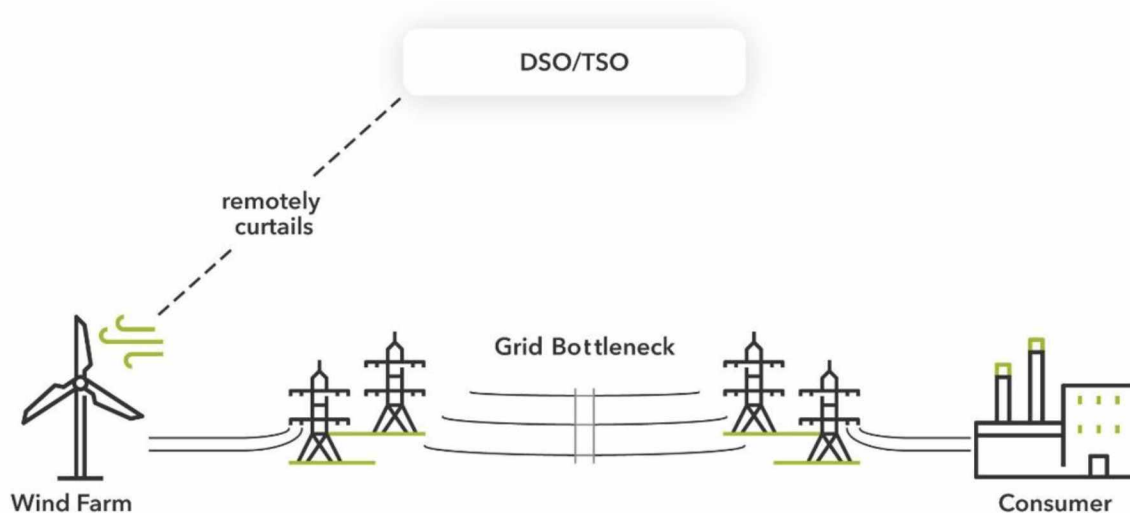 DSO/TSO
remotely
curtails
Grid Bottleneck
Wind Farm
Consumer